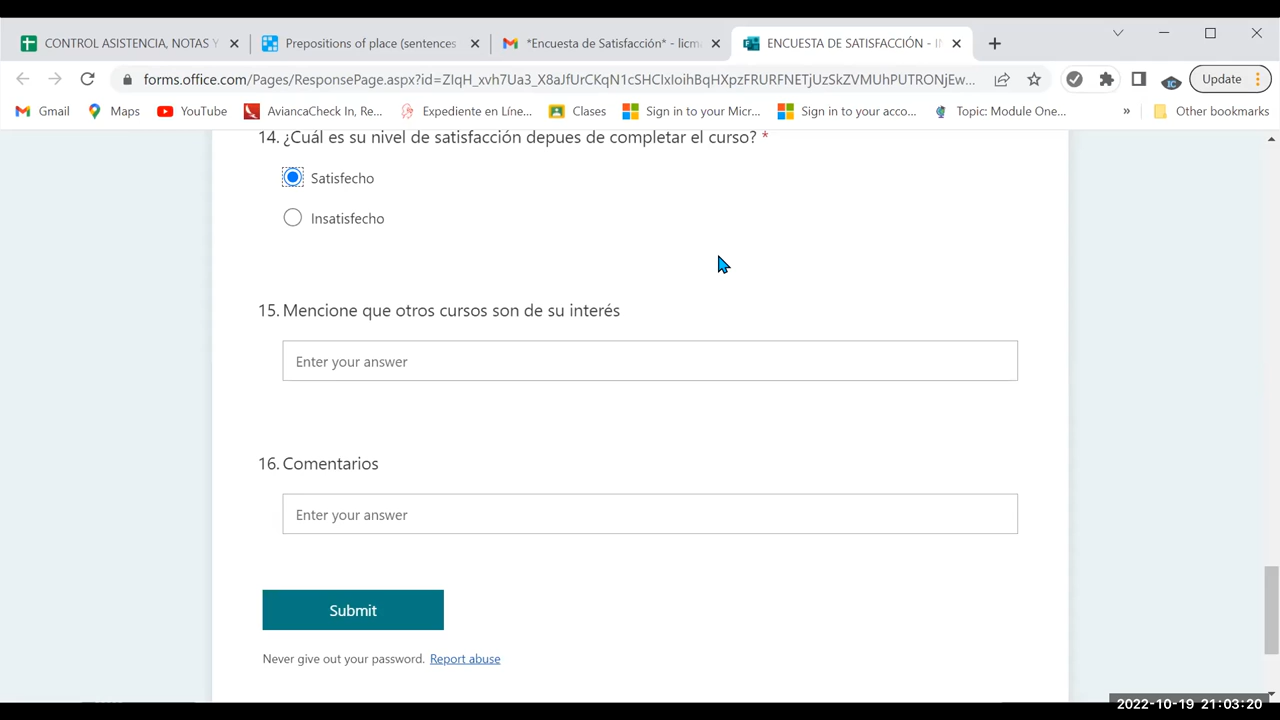 CONTROL ASISTENCIA, NOTAS Y
Prepositions of place (sentences
*Encuesta de Satisfacción* - licm
ENCUESTA DE SATISFACCIÓN - IN
forms.office.com/Pages/ResponsePage.aspx?id=ZIqH_xvh7Ua3_X8aJfUrCKqN1cSHCIxIoihBqHXpzFRURFNETjUzSkZVMUhPUTRONjEw...
Update
Gmail
Maps
YouTube
AviancaCheck In, Re...
Expediente en Líne...
Clases
Sign in to your Micr...
Sign in to your acco...
Topic: Module One...
»
Other bookmarks
14. ¿Cuál es su nivel de satisfacción depues de completar el curso? *
Satisfecho
Insatisfecho
15. Mencione que otros cursos son de su interés
Enter your answer
16. Comentarios
Enter your answer
Submit
Never give out your password. Report abuse
2022-10-19 21:03:20